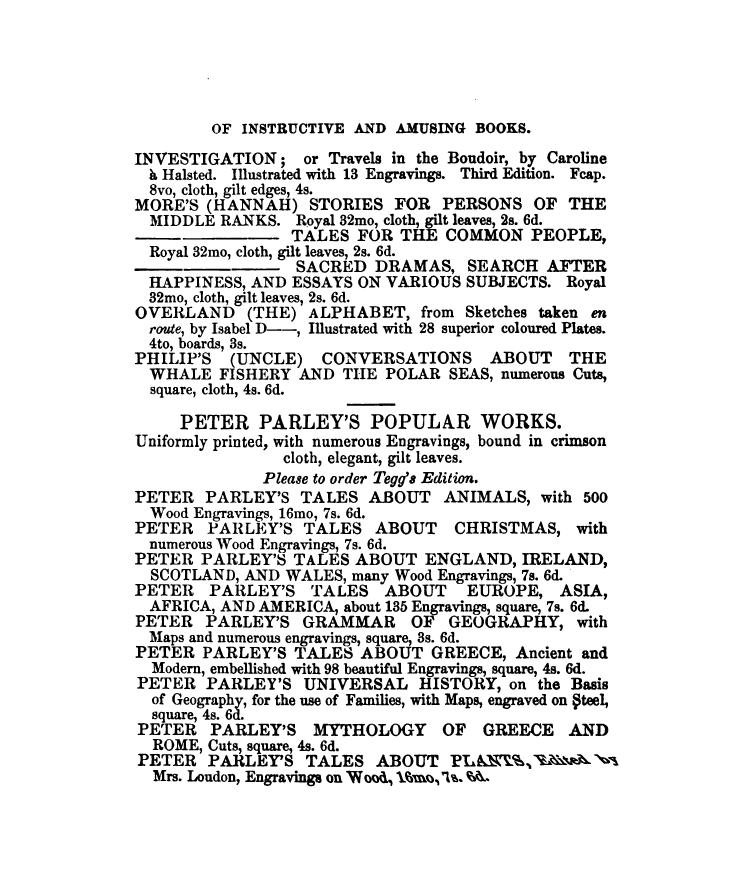 OF INSTRUCTIVE AND AMUSING BOOKS.
INVESTIGATION; or Travels in the Boudoir, by Caroline
à Halsted. Illustrated with 13 Engravings. Third Edition. Fcap.
8vo, cloth, gilt edges, 4s.
MORE'S (HANNAH) STORIES FOR PERSONS OF THE
MIDDLE RANKS. Royal 32mo, cloth, gilt leaves, 2s. 6d.
——————— TALES FOR THE COMMON PEOPLE,
Royal 32mo, cloth, gilt leaves, 2s. 6d.
——————— SACRED DRAMAS, SEARCH AFTER
HAPPINESS, AND ESSAYS ON VARIOUS SUBJECTS. Royal
32mo, cloth, gilt leaves, 2s. 6d.
OVERLAND (THE) ALPHABET, from Sketches taken en
route, by Isabel D——, Illustrated with 28 superior coloured Plates.
4to, boards, 3s.
PHILIP'S (UNCLE) CONVERSATIONS ABOUT THE
WHALE FISHERY AND THE POLAR SEAS, numerous Cuts,
square, cloth, 4s. 6d.
PETER PARLEY'S POPULAR WORKS.
Uniformly printed, with numerous Engravings, bound in crimson
cloth, elegant, gilt leaves.
Please to order Tegg's Edition.
PETER PARLEY'S TALES ABOUT ANIMALS, with 500
Wood Engravings, 16mo, 7s. 6d.
PETER PARLEY'S TALES ABOUT CHRISTMAS, with
numerous Wood Engravings, 7s. 6d.
PETER PARLEY'S TALES ABOUT ENGLAND, IRELAND,
SCOTLAND, AND WALES, many Wood Engravings, 7s. 6d.
PETER PARLEY'S TALES ABOUT EUROPE, ASIA,
AFRICA, AND AMERICA, about 135 Engravings, square, 7s. 6d.
PETER PARLEY'S GRAMMAR OF GEOGRAPHY, with
Maps and numerous engravings, square, 3s. 6d.
PETER PARLEY'S TALES ABOUT GREECE, Ancient and
Modern, embellished with 98 beautiful Engravings, square, 4s. 6d.
PETER PARLEY'S UNIVERSAL HISTORY, on the Basis
of Geography, for the use of Families, with Maps, engraved on Steel,
square, 4s. 6d.
PETER PARLEY'S MYTHOLOGY OF GREECE AND
ROME, Cuts, square, 4s. 6d.
PETER PARLEY'S TALES ABOUT PLANTS, Edited by
Mrs. Loudon, Engravings on Wood, 16mo, 7s. 6d.